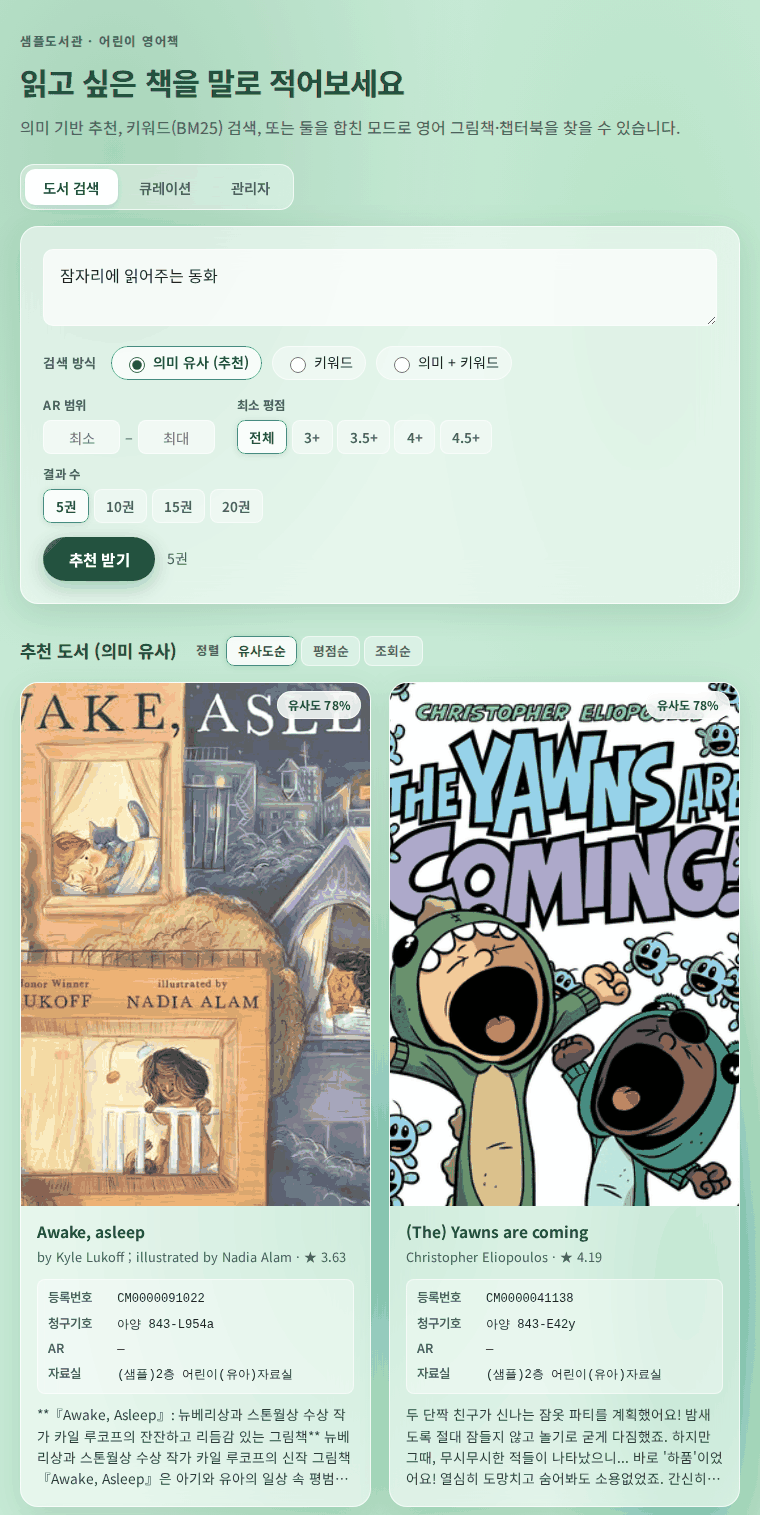 샘플도서관 · 어린이 영어책
읽고 싶은 책을 말로 적어보세요
의미 기반 추천, 키워드(BM25) 검색, 또는 둘을 합친 모드로 영어 그림책·챕터북을 찾을 수 있습니다.
도서 검색 큐레이션 관리자
잠자리에 읽어주는 동화
검색 방식 의미 유사 (추천) 키워드 의미 + 키워드
AR 범위 최소 평점
최소 – 최대 전체 3+ 3.5+ 4+ 4.5+
결과 수
5권 10권 15권 20권
추천 받기 5권
추천 도서 (의미 유사) 정렬 유사도순 평점순 조회순
유사도 78%
WAKE, ASLE
onor Winner
UKOFF
illustrated by
NADIA ALAM
Awake, asleep
by Kyle Lukoff ; illustrated by Nadia Alam · ★ 3.63
등록번호 CM0000091022
청구기호 아양 843-L954a
AR —
자료실 (샘플)2층 어린이(유아)자료실
**『Awake, Asleep』: 뉴베리상과 스톤월상 수상 작
가 카일 루코프의 잔잔하고 리듬감 있는 그림책** 뉴베
리상과 스톤월상 수상 작가 카일 루코프의 신작 그림책
『Awake, Asleep』은 아기와 유아의 일상 속 평범…
유사도 78%
CHRISTOPHER ELIOPO
THE YAWNS ARE
COMING!
(The) Yawns are coming
Christopher Eliopoulos · ★ 4.19
등록번호 CM0000041138
청구기호 아양 843-E42y
AR —
자료실 (샘플)2층 어린이(유아)자료실
두 단짝 친구가 신나는 잠옷 파티를 계획했어요! 밤새
도록 절대 잠들지 않고 놀기로 굳게 다짐했죠. 하지만
그때, 무시무시한 적들이 나타났으니... 바로 '하품'이었
어요! 열심히 도망치고 숨어봐도 소용없었죠. 간신히…